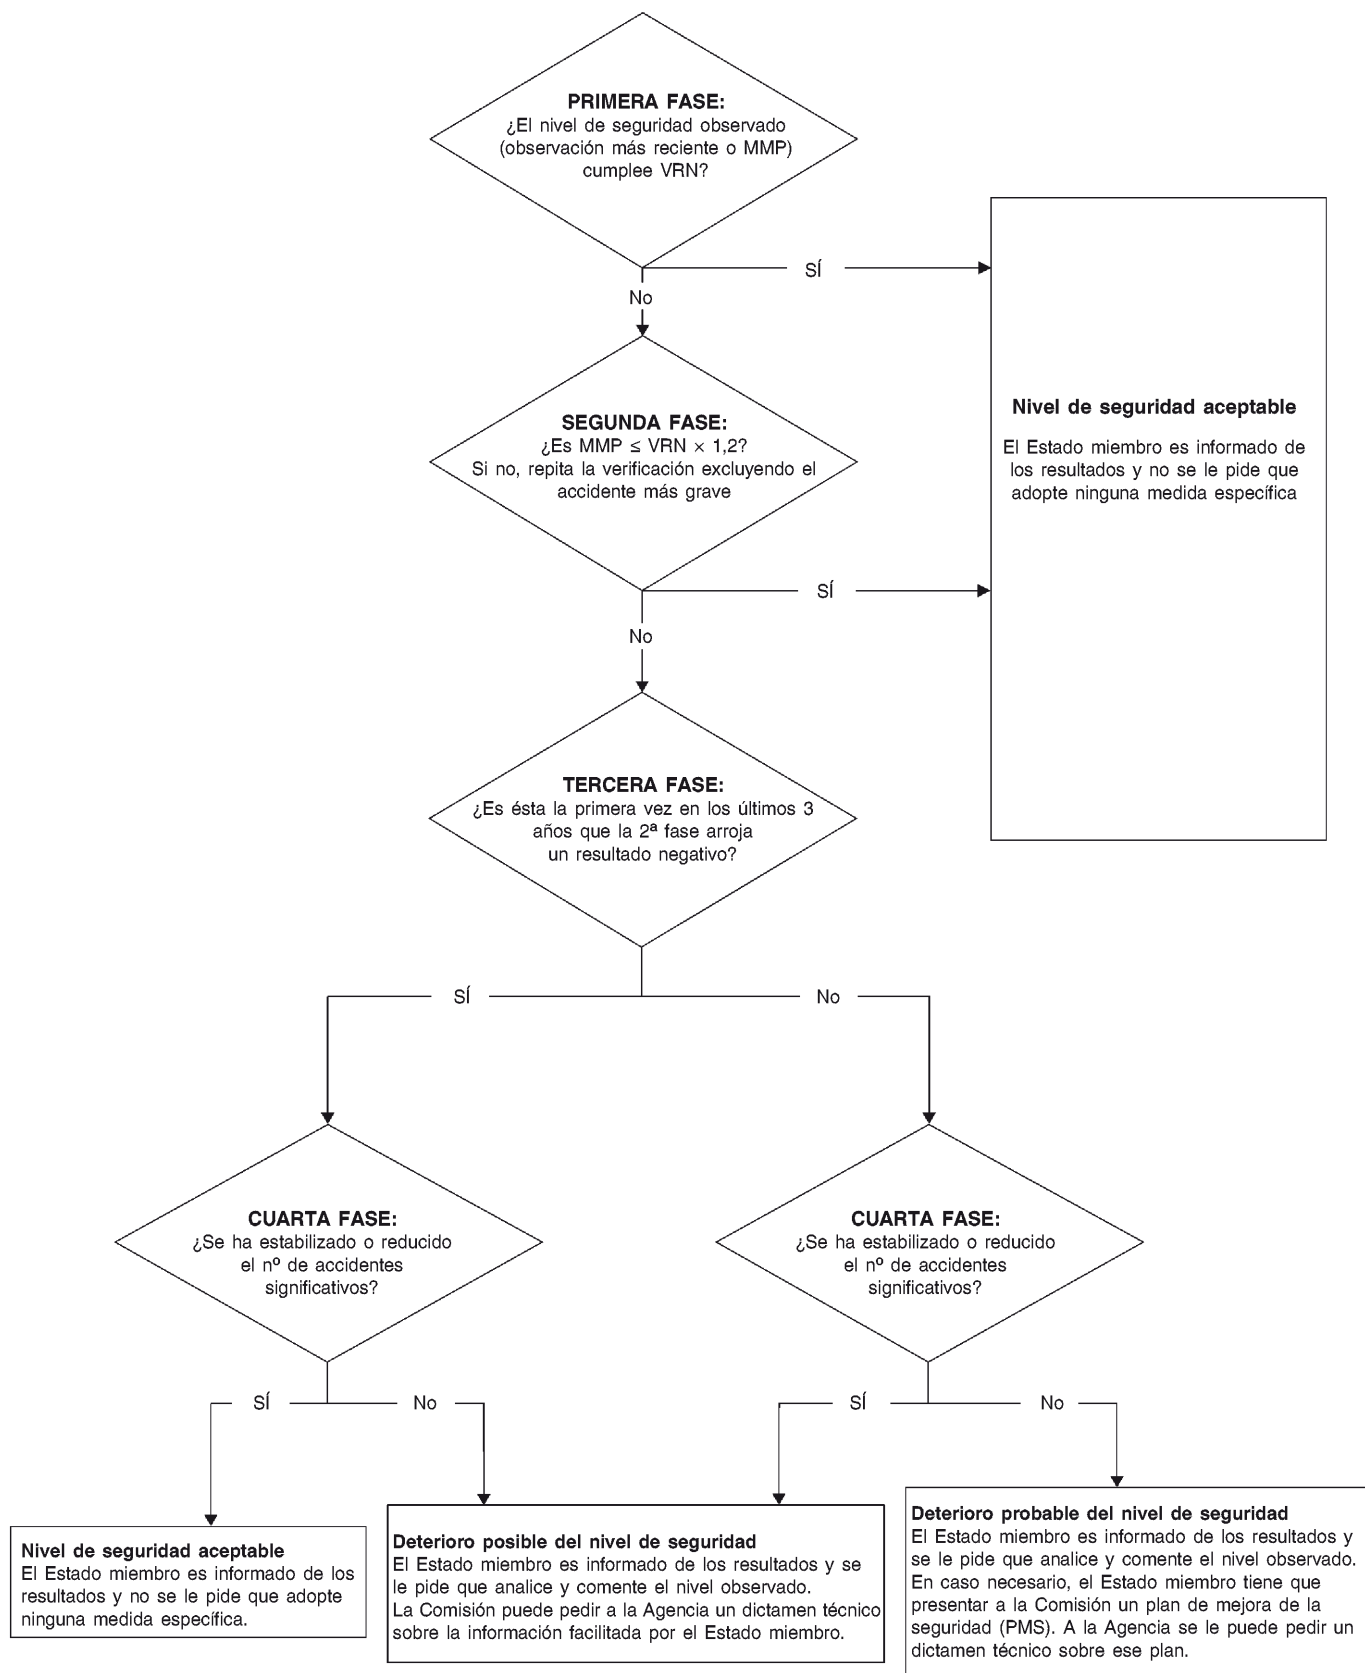 PRIMERA FASE:
¿El nivel de seguridad observado
(observación más reciente o MMP)
cumplee VRN?
SÍ
No
SEGUNDA FASE:
¿Es MMP ≤ VRN × 1,2?
Si no, repita la verificación excluyendo el
accidente más grave
Nivel de seguridad aceptable
El Estado miembro es informado de
los resultados y no se le pide que
adopte ninguna medida específica
SÍ
No
TERCERA FASE:
¿Es ésta la primera vez en los últimos 3
años que la 2ª fase arroja
un resultado negativo?
SÍ
No
CUARTA FASE:
¿Se ha estabilizado o reducido
el nº de accidentes
significativos?
CUARTA FASE:
¿Se ha estabilizado o reducido
el nº de accidentes
significativos?
SÍ
No
SÍ
No
Nivel de seguridad aceptable
El Estado miembro es informado de los
resultados y no se le pide que adopte
ninguna medida específica.
Deterioro posible del nivel de seguridad
El Estado miembro es informado de los resultados y se
le pide que analice y comente el nivel observado.
La Comisión puede pedir a la Agencia un dictamen técnico
sobre la información facilitada por el Estado miembro.
Deterioro probable del nivel de seguridad
El Estado miembro es informado de los resultados y
se le pide que analice y comente el nivel observado.
En caso necesario, el Estado miembro tiene que
presentar a la Comisión un plan de mejora de la
seguridad (PMS). A la Agencia se le puede pedir un
dictamen técnico sobre ese plan.